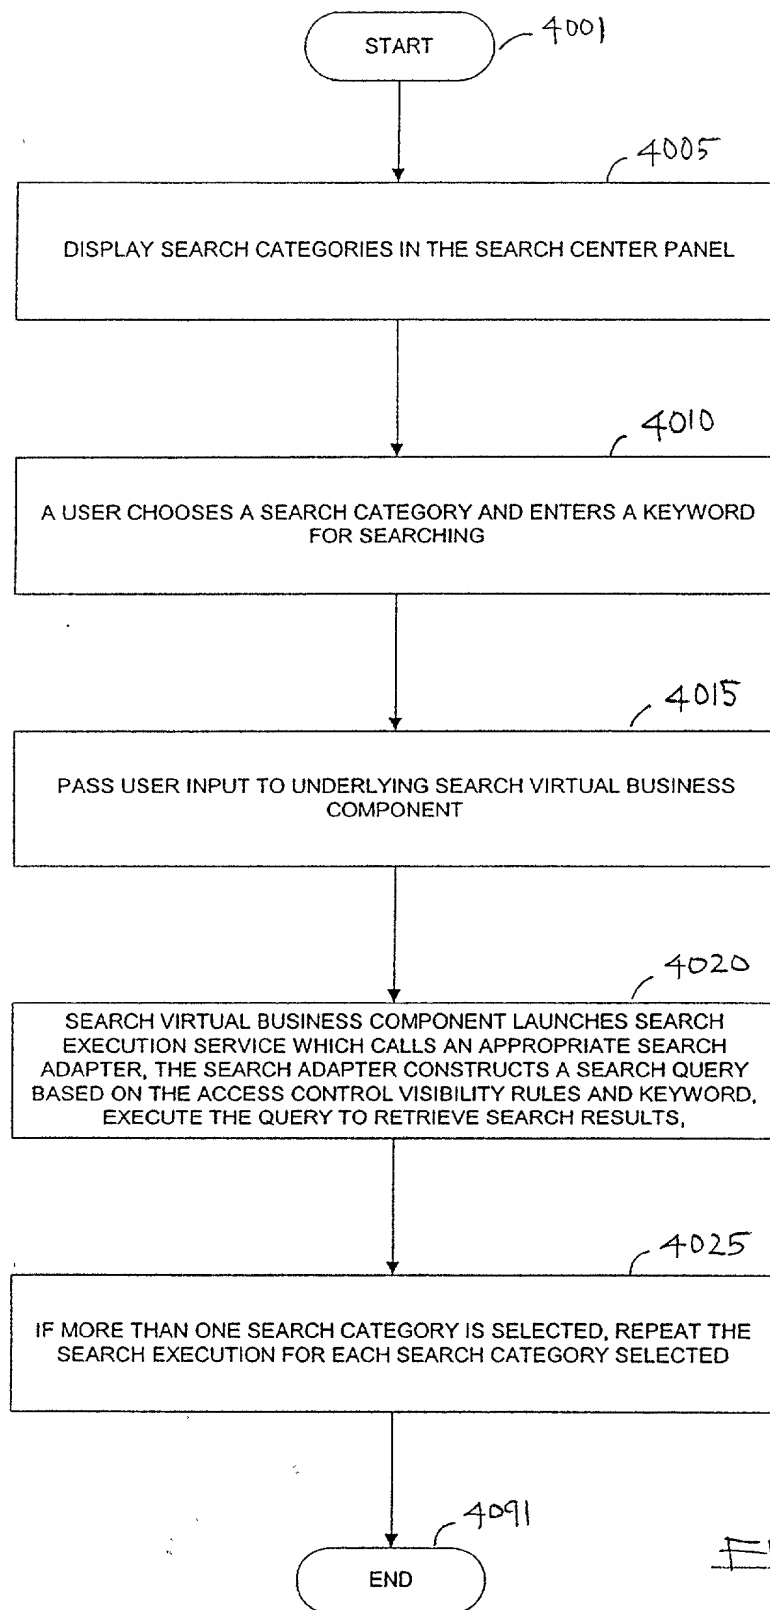 START
4001
4005
DISPLAY SEARCH CATEGORIES IN THE SEARCH CENTER PANEL
4010
A USER CHOOSES A SEARCH CATEGORY AND ENTERS A KEYWORD
FOR SEARCHING
4015
PASS USER INPUT TO UNDERLYING SEARCH VIRTUAL BUSINESS
COMPONENT
4020
SEARCH VIRTUAL BUSINESS COMPONENT LAUNCHES SEARCH
EXECUTION SERVICE WHICH CALLS AN APPROPRIATE SEARCH
ADAPTER, THE SEARCH ADAPTER CONSTRUCTS A SEARCH QUERY
BASED ON THE ACCESS CONTROL VISIBILITY RULES AND KEYWORD,
EXECUTE THE QUERY TO RETRIEVE SEARCH RESULTS,
4025
IF MORE THAN ONE SEARCH CATEGORY IS SELECTED, REPEAT THE
SEARCH EXECUTION FOR EACH SEARCH CATEGORY SELECTED
4091
END